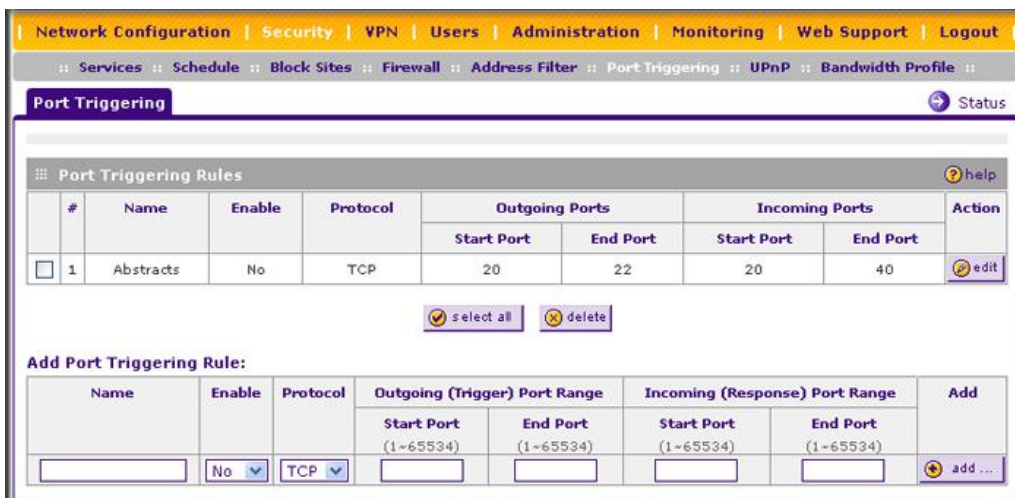 Network Configuration | Security | VPN | Users | Administration | Monitoring | Web Support | Logout
:: Services :: Schedule :: Block Sites :: Firewall :: Address Filter :: Port Triggering :: UPnP :: Bandwidth Profile ::
Port Triggering
Status
Port Triggering Rules
help
# Name Enable Protocol Outgoing Ports Incoming Ports Action
Start Port End Port Start Port End Port
1 Abstracts No TCP 20 22 20 40 edit
select all delete
Add Port Triggering Rule:
Name Enable Protocol Outgoing (Trigger) Port Range Incoming (Response) Port Range Add
Start Port End Port Start Port End Port
(1~65534) (1~65534) (1~65534) (1~65534)
No TCP add ...